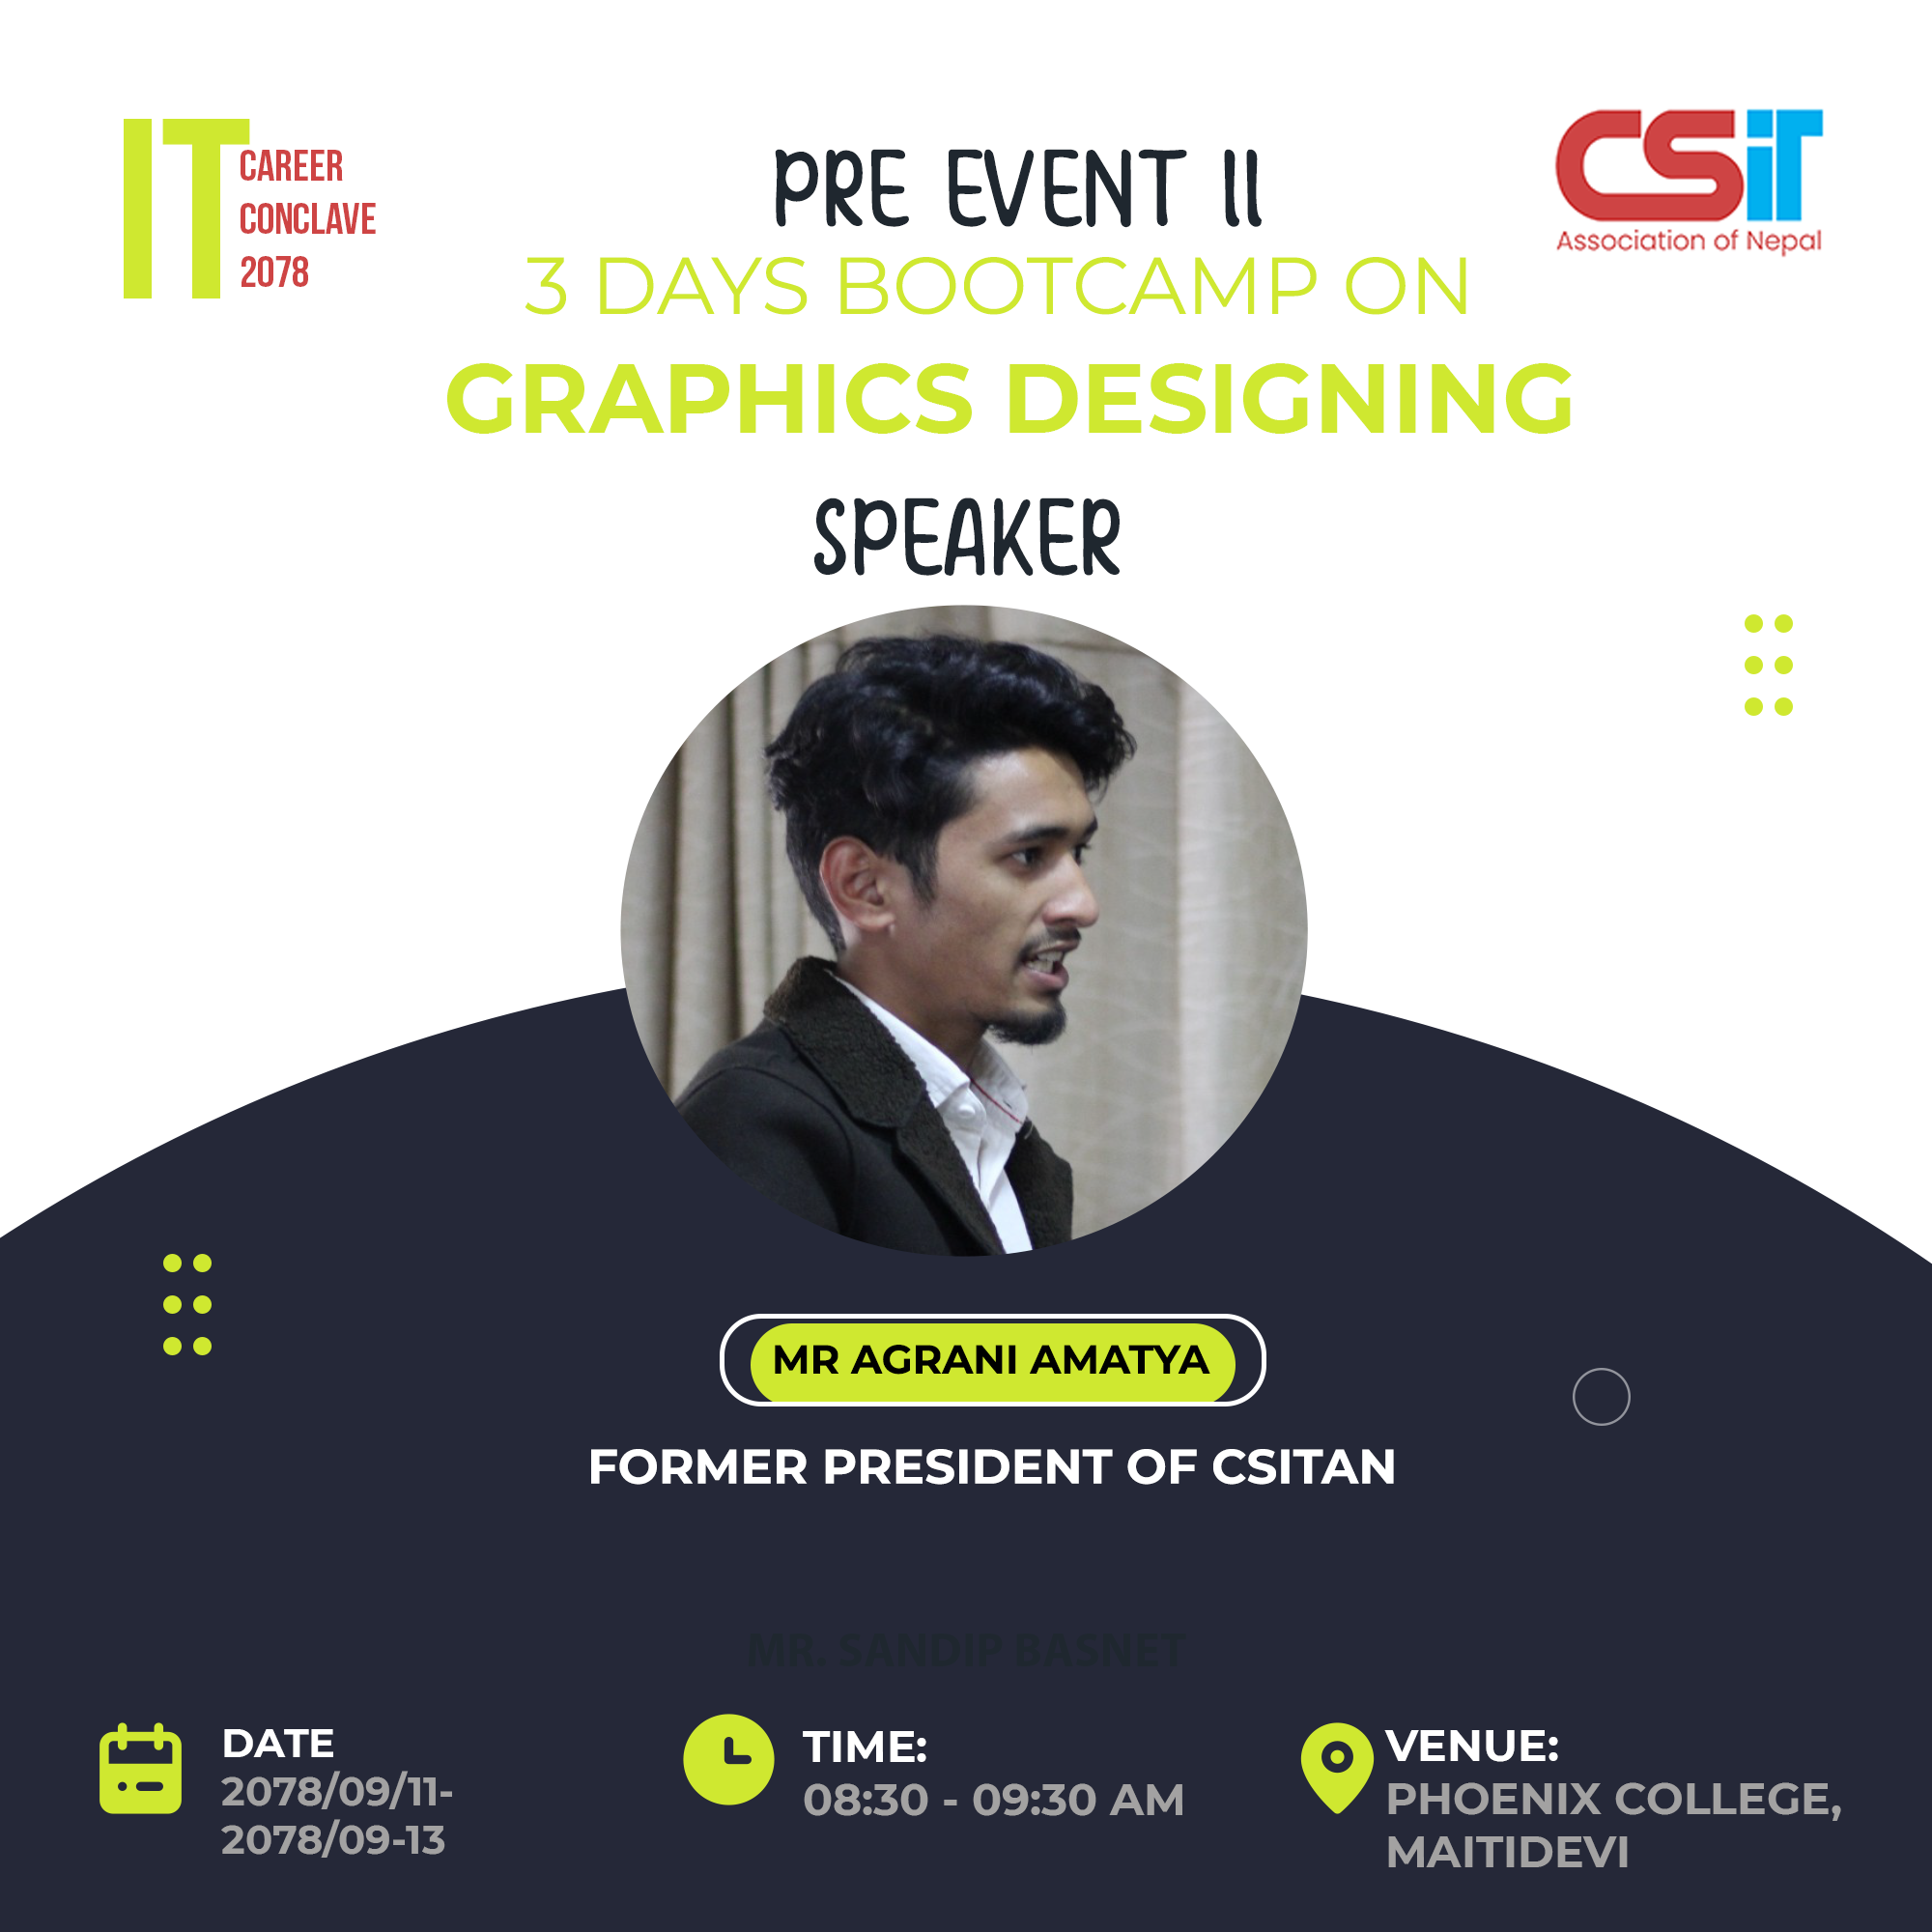 IT
CAREER
CONCLAVE
2078
PRE EVENT II
CSiT
Association of Nepal
3 DAYS BOOTCAMP ON
GRAPHICS DESIGNING
SPEAKER
MR AGRANI AMATYA
FORMER PRESIDENT OF CSITAN
MR. SANDIP BASNET
DATE
2078/09/11-
2078/09-13
TIME:
08:30 - 09:30 AM
VENUE:
PHOENIX COLLEGE,
MAITIDEVI